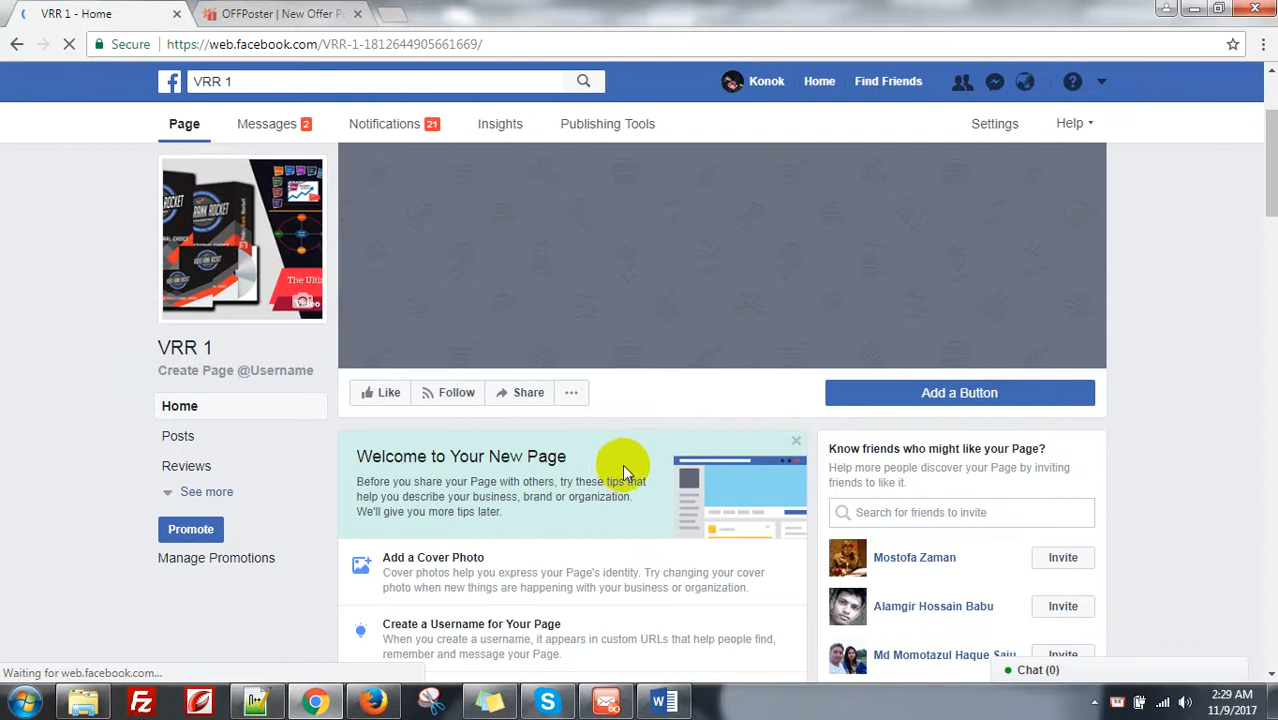 VRR 1 - Home
OFFPoster | New Offer Po
Secure
https://web.facebook.com/VRR-1-1812644905661669/
VRR 1
Konok
Home
Find Friends
Page
Messages 2
Notifications 21
Insights
Publishing Tools
Settings
Help
The Ulti
Video
VRR 1
Create Page @Username
Home
Posts
Reviews
See more
Promote
Manage Promotions
Like
Follow
Share
Add a Button
Welcome to Your New Page
Before you share your Page with others, try these tips that
help you describe your business, brand or organization.
We'll give you more tips later.
Add a Cover Photo
Cover photos help you express your Page's identity. Try changing your cover
photo when new things are happening with your business or organization.
Create a Username for Your Page
When you create a username, it appears in custom URLs that help people find,
remember and message your Page.
Know friends who might like your Page?
Help more people discover your Page by inviting
friends to like it.
Search for friends to invite
Mostofa Zaman
Invite
Alamgir Hossain Babu
Invite
Md Momotazul Haque Saju
Invite
Chat (0)
Waiting for web.facebook.com...
2:29 AM
11/9/2017